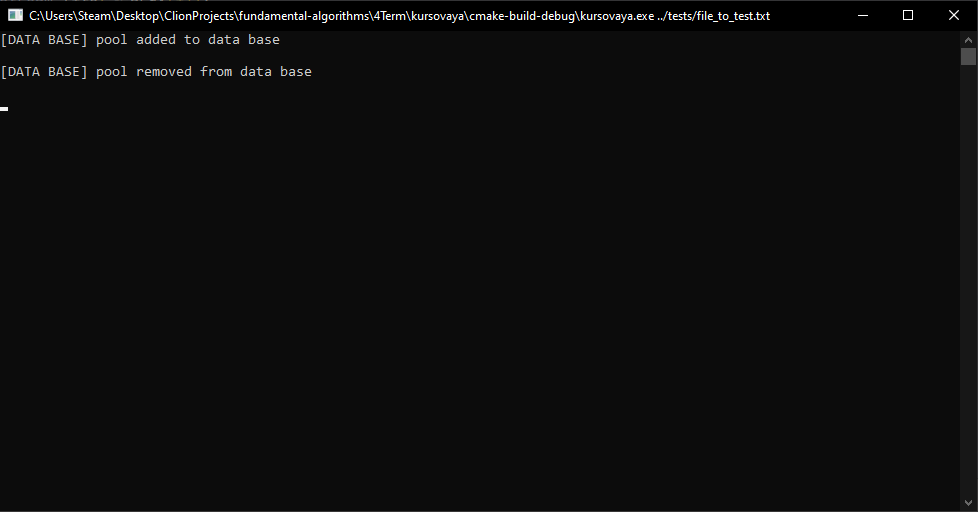 C:\Users\Steam\Desktop\ClionProjects\fundamental-algorithms\4Term\kursovaya\cmake-build-debug\kursovaya.exe ../tests/file_to_test.txt
[DATA BASE] pool added to data base
[DATA BASE] pool removed from data base